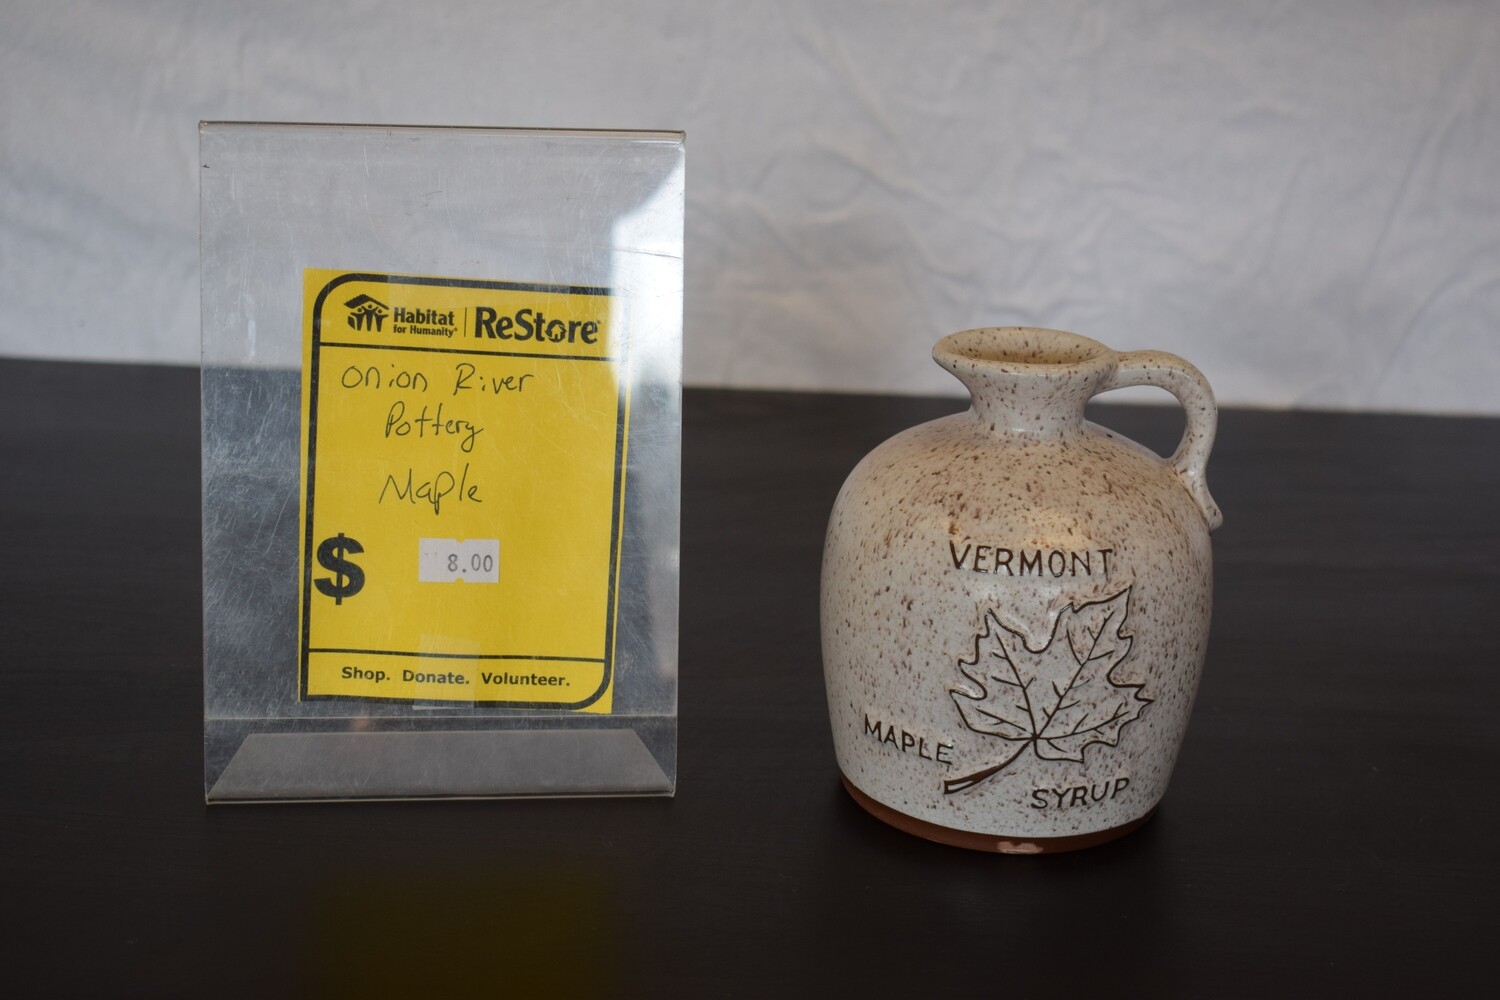 Habitat
for Humanity®
ReStore
Onion River
Pottery
Maple
$ 8.00
Shop. Donate. Volunteer.
VERMONT
MAPLE
SYRUP